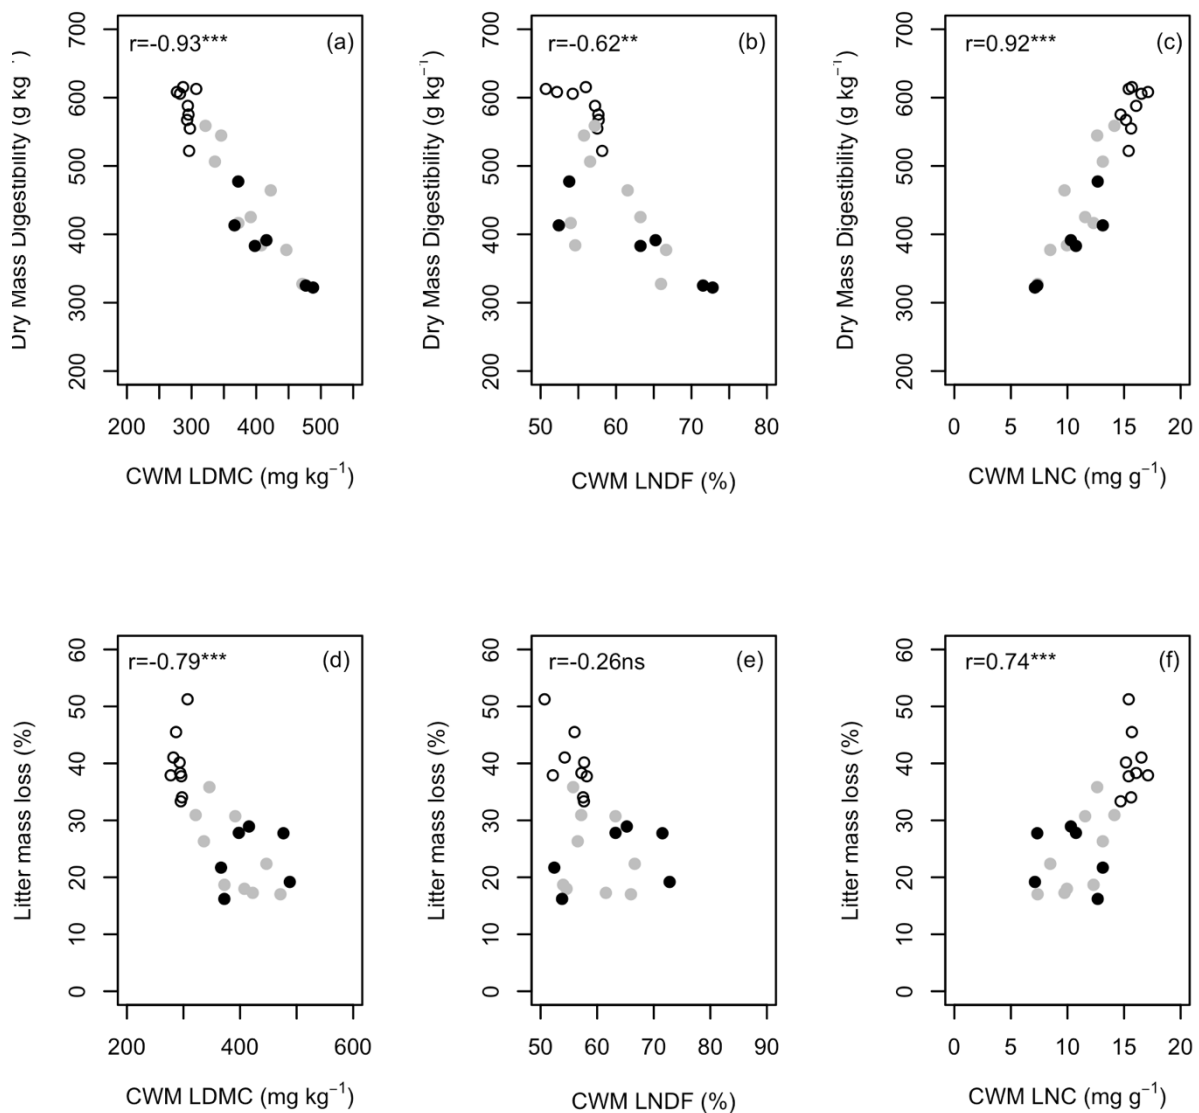 r=-0.93***
(a)
Dry Mass Digestibility (g kg⁻¹)
700
600
500
400
300
200
200 300 400 500
CWM LDMC (mg kg⁻¹)
r=-0.62**
(b)
Dry Mass Digestibility (g kg⁻¹)
700
600
500
400
300
200
50 60 70 80
CWM LNDF (%)
r=0.92***
(c)
Dry Mass Digestibility (g kg⁻¹)
700
600
500
400
300
200
0 5 10 15 20
CWM LNC (mg g⁻¹)
r=-0.79***
(d)
Litter mass loss (%)
60
50
40
30
20
10
0
200 400 600
CWM LDMC (mg kg⁻¹)
r=-0.26ns
(e)
Litter mass loss (%)
60
50
40
30
20
10
0
50 60 70 80 90
CWM LNDF (%)
r=0.74***
(f)
Litter mass loss (%)
60
50
40
30
20
10
0
0 5 10 15 20
CWM LNC (mg g⁻¹)